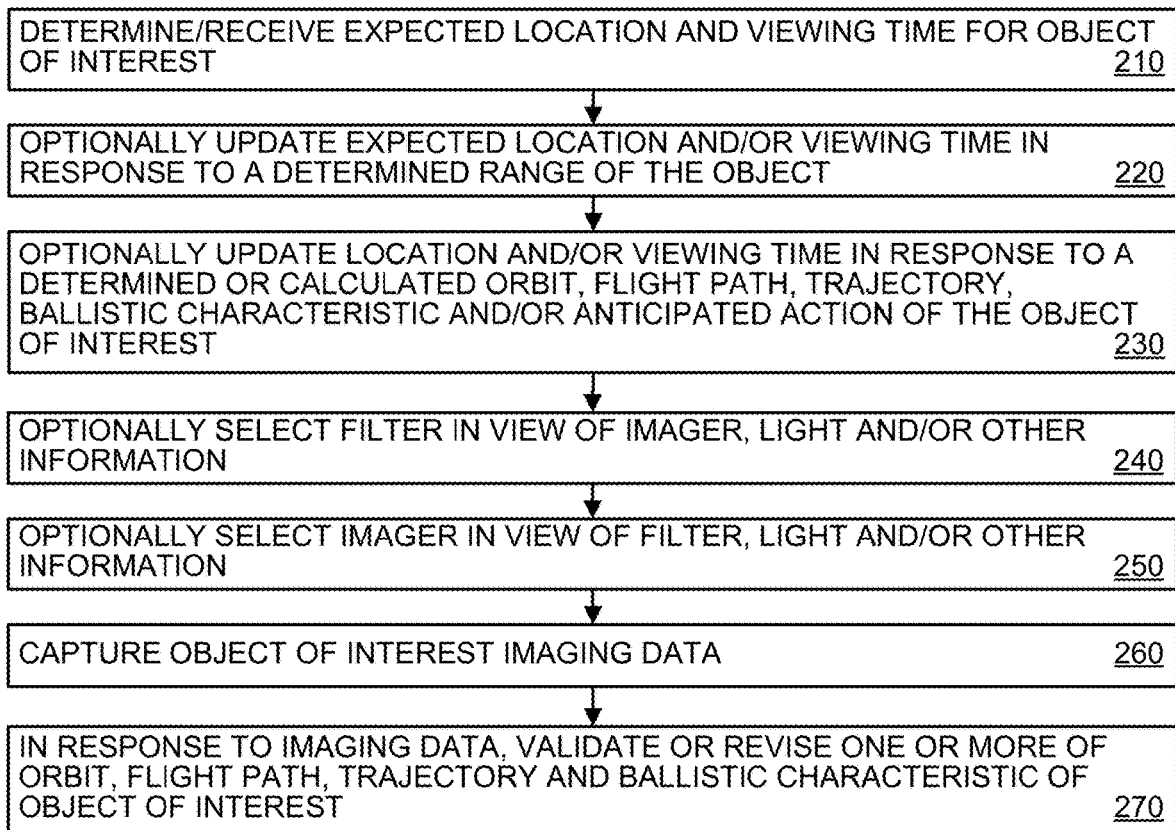 DETERMINE/RECEIVE EXPECTED LOCATION AND VIEWING TIME FOR OBJECT
OF INTEREST 210
OPTIONALLY UPDATE EXPECTED LOCATION AND/OR VIEWING TIME IN
RESPONSE TO A DETERMINED RANGE OF THE OBJECT 220
OPTIONALLY UPDATE LOCATION AND/OR VIEWING TIME IN RESPONSE TO A
DETERMINED OR CALCULATED ORBIT, FLIGHT PATH, TRAJECTORY,
BALLISTIC CHARACTERISTIC AND/OR ANTICIPATED ACTION OF THE OBJECT
OF INTEREST 230
OPTIONALLY SELECT FILTER IN VIEW OF IMAGER, LIGHT AND/OR OTHER
INFORMATION 240
OPTIONALLY SELECT IMAGER IN VIEW OF FILTER, LIGHT AND/OR OTHER
INFORMATION 250
CAPTURE OBJECT OF INTEREST IMAGING DATA 260
IN RESPONSE TO IMAGING DATA, VALIDATE OR REVISE ONE OR MORE OF
ORBIT, FLIGHT PATH, TRAJECTORY AND BALLISTIC CHARACTERISTIC OF
OBJECT OF INTEREST 270